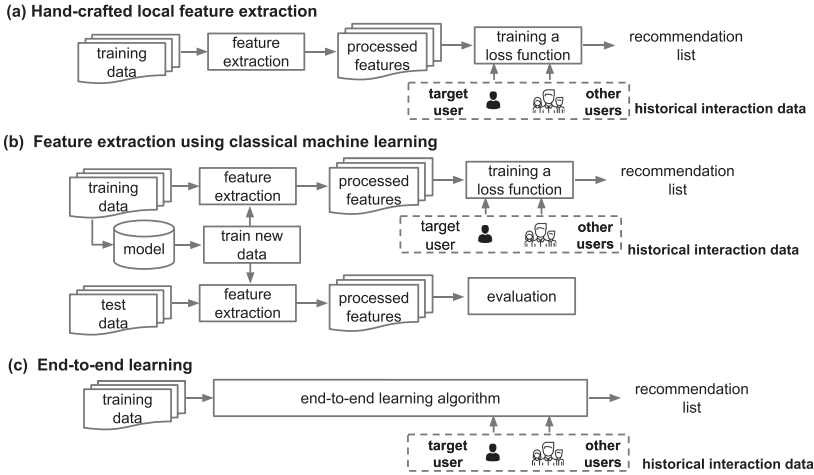 (a) Hand-crafted local feature extraction
training
data
feature
extraction
processed
features
training a
loss function
recommendation
list
target
user
other
users
historical interaction data
(b) Feature extraction using classical machine learning
training
data
feature
extraction
processed
features
training a
loss function
recommendation
list
model
train new
data
target
user
other
users
historical interaction data
test
data
feature
extraction
processed
features
evaluation
(c) End-to-end learning
training
data
end-to-end learning algorithm
recommendation
list
target
user
other
users
historical interaction data